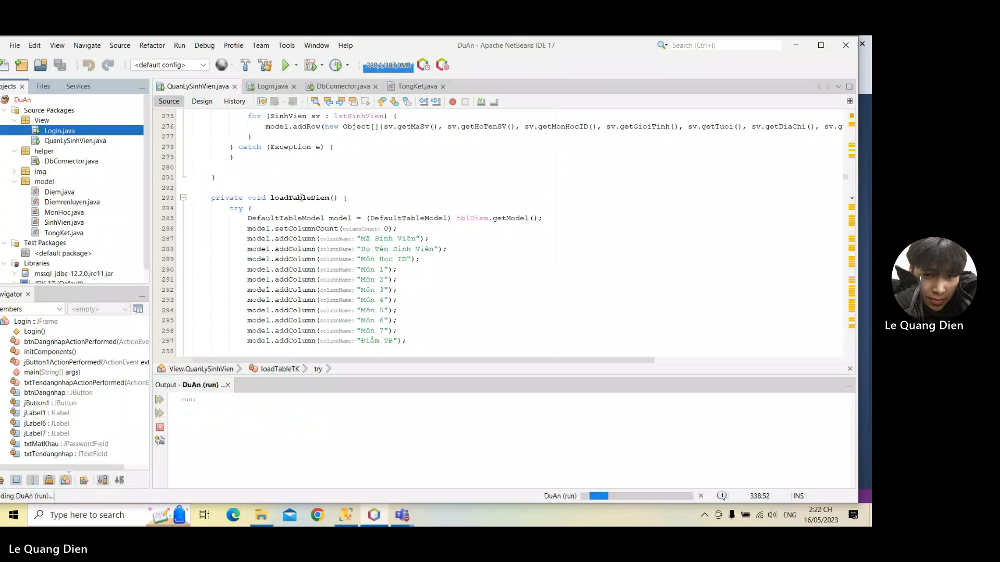 File Edit View Navigate Source Refactor Run Debug Profile Team Tools Window Help
DuAn - Apache NetBeans IDE 17
Search (Ctrl+I)
<default config>
220,1/387,0MB
Files Services
QuanLySinhVien.java Login.java DbConnector.java TongKet.java
Source Design History
DuAn
Source Packages
View
Login.java
QuanLySinhVien.java
helper
DbConnector.java
img
model
Diem.java
Diemrenluyen.java
MonHoc.java
SinhVien.java
TongKet.java
Test Packages
<default package>
Libraries
mssql-jdbc-12.2.0.jre11.jar
JDK 17 (Default)
275 for (SinhVien sv : lstSinhVien) {
276 model.addRow(new Object[]{sv.getMaSv(), sv.getHoTenSV(), sv.getMonHocID(), sv.getGioiTinh(), sv.getTuoi(), sv.getDiaChi(), sv.g
277 }
278 } catch (Exception e) {
279 }
280
281 }
282
283 private void loadTableDiem() {
284 try {
285 DefaultTableModel model = (DefaultTableModel) tblDiem.getModel();
286 model.setColumnCount(columnCount: 0);
287 model.addColumn(columnName: "Mã Sinh Viên");
288 model.addColumn(columnName: "Họ Tên Sinh Viên");
289 model.addColumn(columnName: "Môn Học ID");
290 model.addColumn(columnName: "Môn 1");
291 model.addColumn(columnName: "Môn 2");
292 model.addColumn(columnName: "Môn 3");
293 model.addColumn(columnName: "Môn 4");
294 model.addColumn(columnName: "Môn 5");
295 model.addColumn(columnName: "Môn 6");
296 model.addColumn(columnName: "Môn 7");
297 model.addColumn(columnName: "Điểm TB");
298
View.QuanLySinhVien loadTableTK try
avigator
embers <empty>
Login :: JFrame
Login()
btnDangnhapActionPerformed(ActionEve
initComponents()
jButton1ActionPerformed(ActionEvent evt
main(String[] args)
txtTendangnhapActionPerformed(ActionE
btnDangnhap : JButton
jButton1 : JButton
jLabel1 : JLabel
jLabel6 : JLabel
jLabel7 : JLabel
txtMatKhau : JPasswordField
txtTendangnhap : JTextField
Output - DuAn (run) ...
run:
ding DuAn (run)...
DuAn (run)
338:52 INS
Type here to search
ENG
2:22 CH
16/05/2023
Le Quang Dien
Le Quang Dien